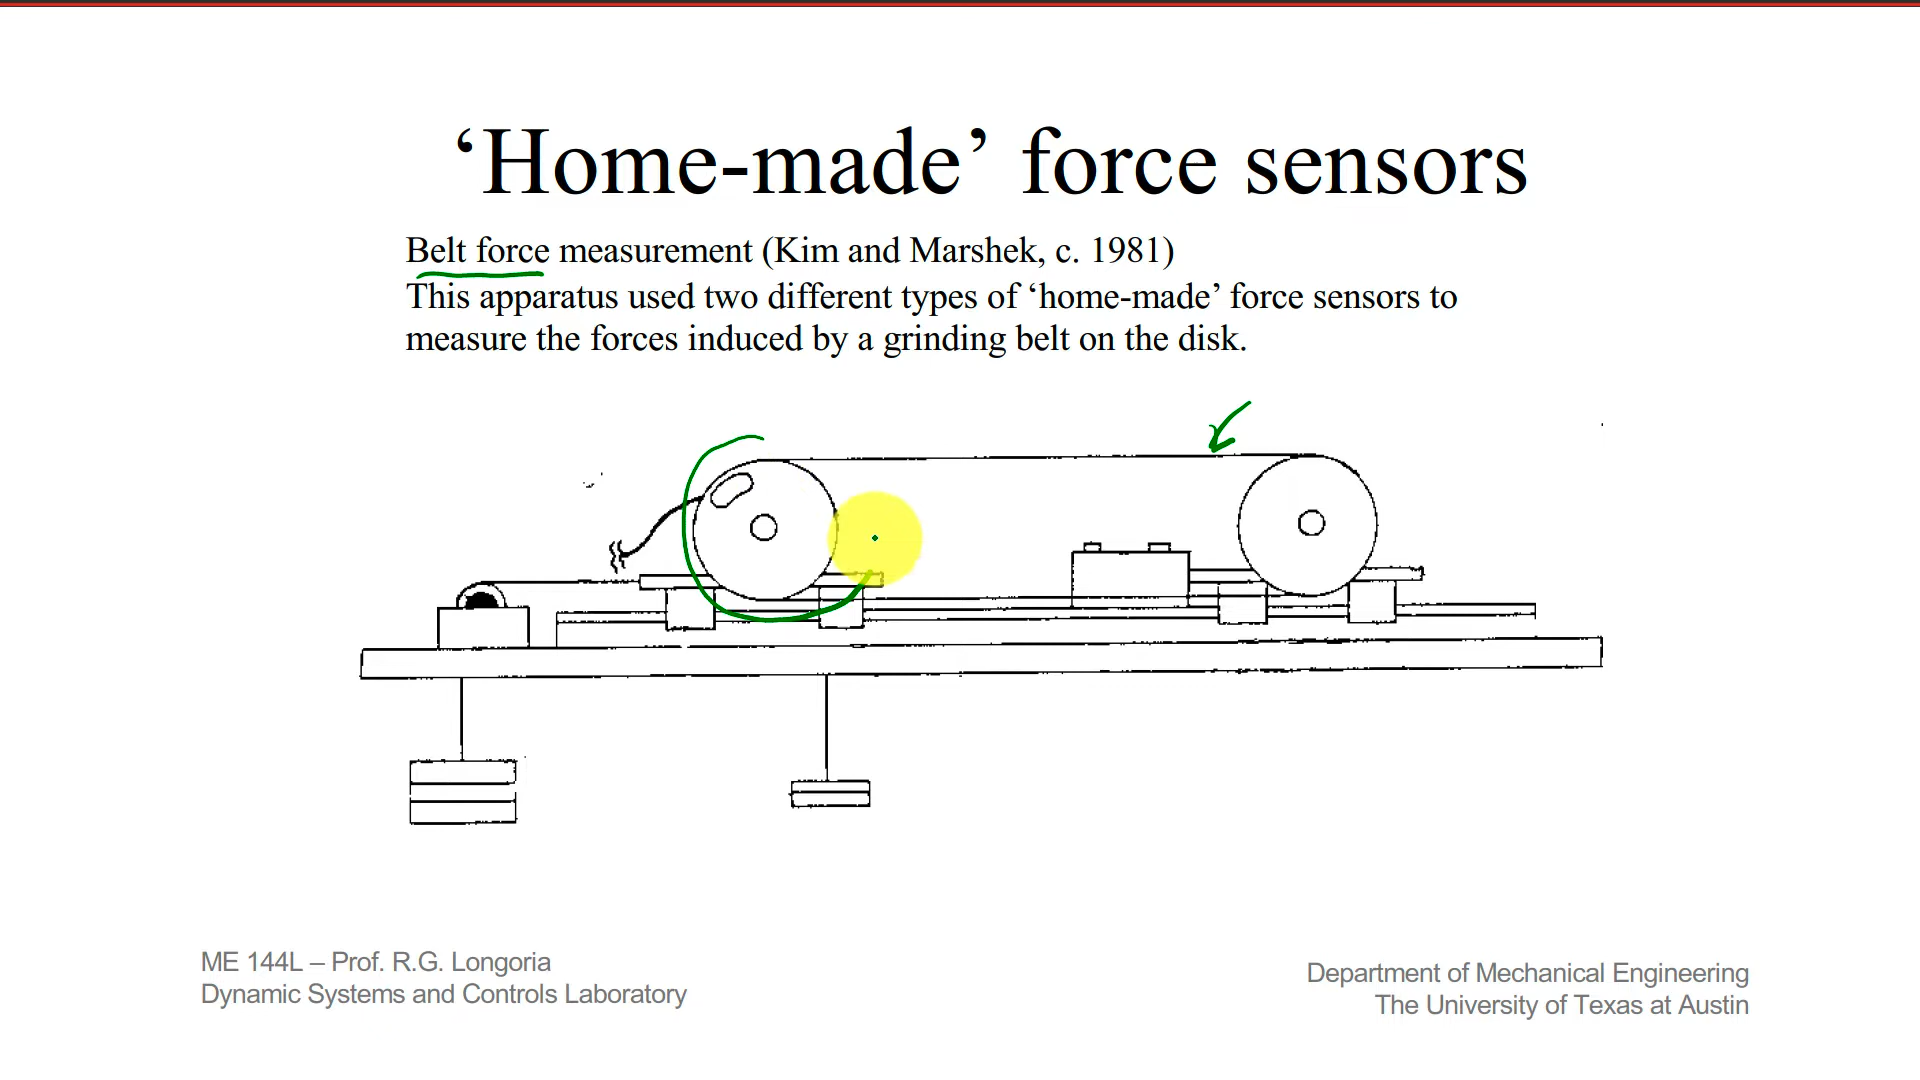 ‘Home-made’ force sensors
Belt force measurement (Kim and Marshek, c. 1981)
This apparatus used two different types of ‘home-made’ force sensors to
measure the forces induced by a grinding belt on the disk.
ME 144L – Prof. R.G. Longoria
Dynamic Systems and Controls Laboratory
Department of Mechanical Engineering
The University of Texas at Austin